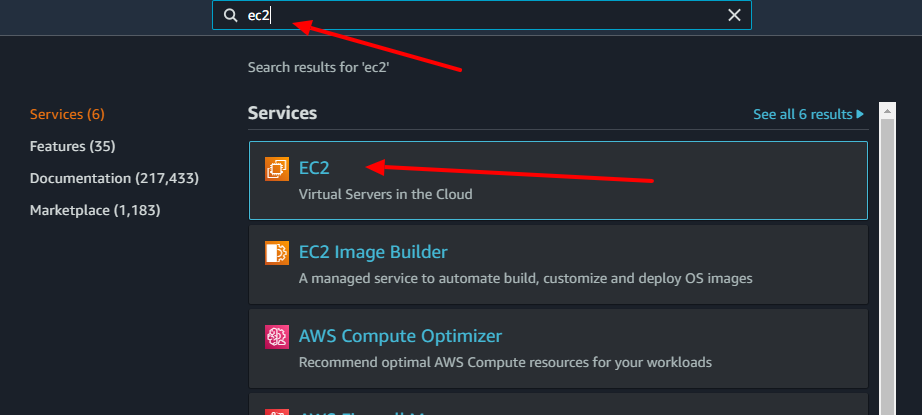 ec2
Search results for 'ec2'
Services (6)
Features (35)
Documentation (217,433)
Marketplace (1,183)
Services
See all 6 results
EC2
Virtual Servers in the Cloud
EC2 Image Builder
A managed service to automate build, customize and deploy OS images
AWS Compute Optimizer
Recommend optimal AWS Compute resources for your workloads